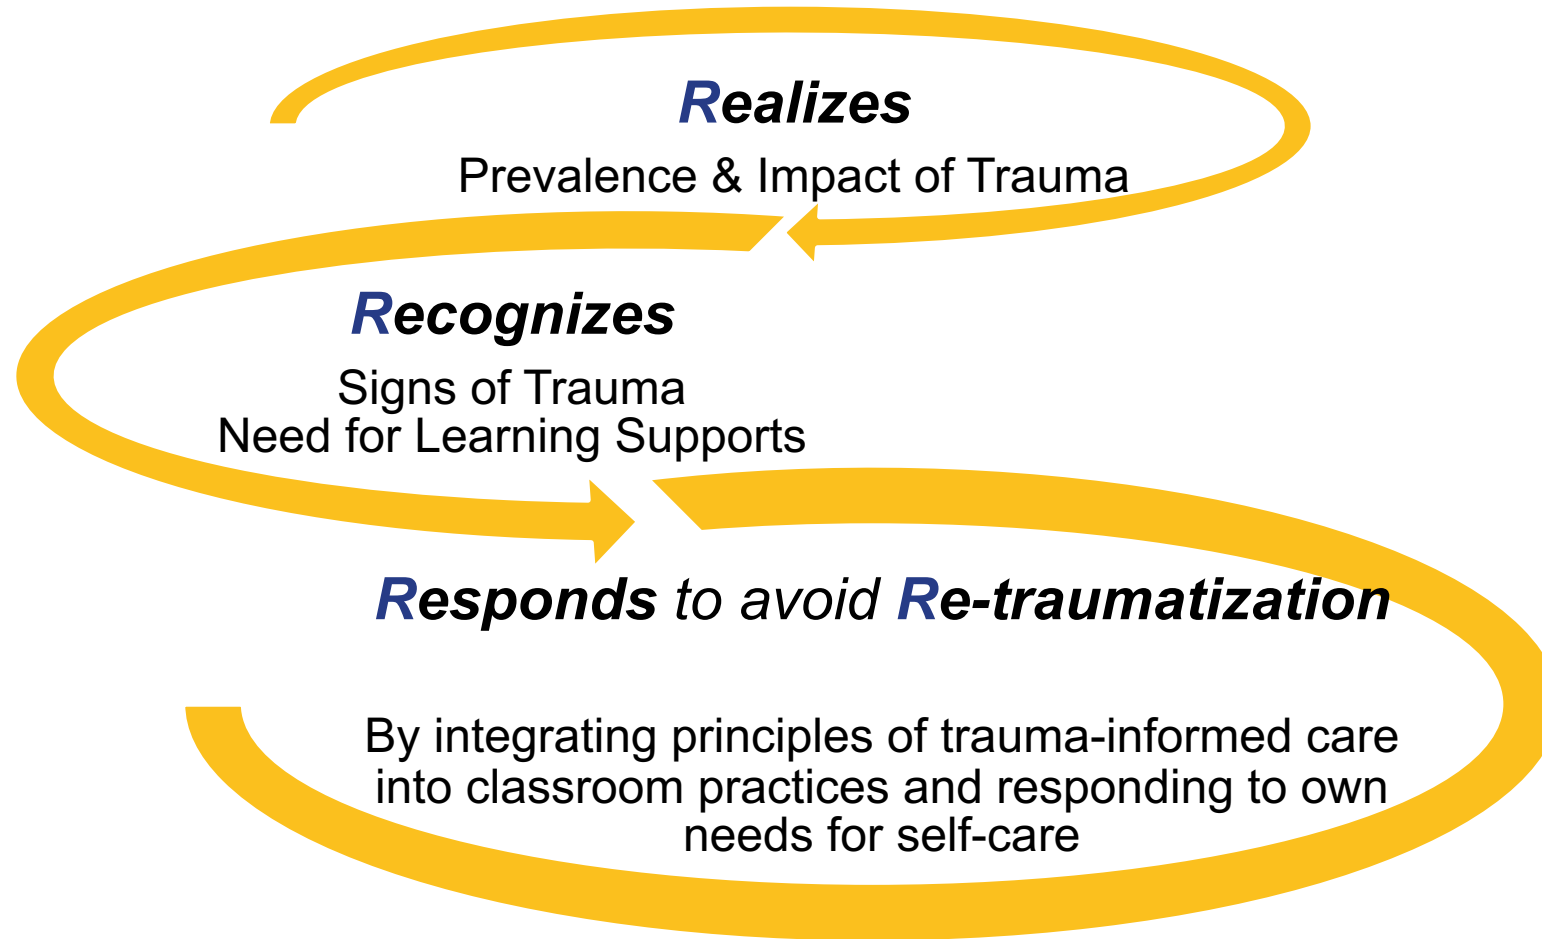 Realizes
Prevalence & Impact of Trauma
Recognizes
Signs of Trauma
Need for Learning Supports
Responds to avoid Re-traumatization
By integrating principles of trauma-informed care
into classroom practices and responding to own
needs for self-care